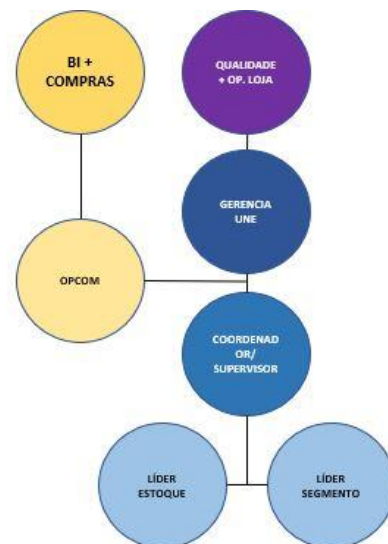 BI +
COMPRAS
QUALIDADE
+ OP. LOJA
GERENCIA
UNE
OPCOM
COORDENAD
OR/
SUPERVISOR
LÍDER
ESTOQUE
LÍDER
SEGMENTO